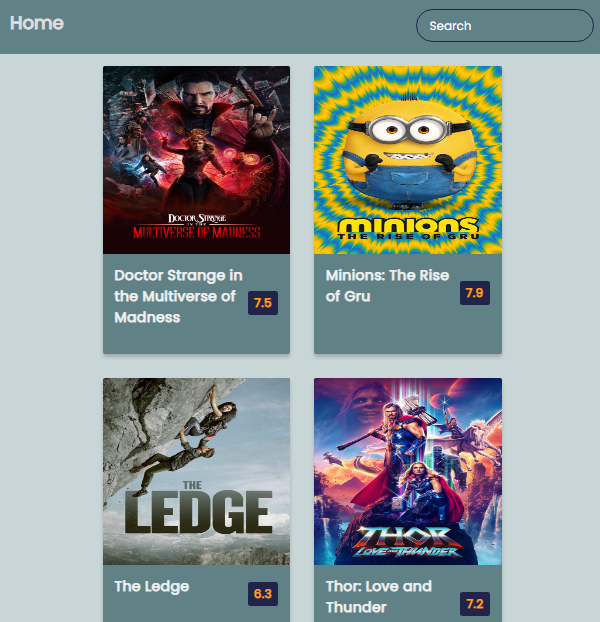 Home
Search
DOCTOR STRANGE
IN THE
MULTIVERSE OF MADNESS
MINIONS
THE RISE OF GRU
Doctor Strange in
the Multiverse of
Madness
7.5
Minions: The Rise
of Gru
7.9
THE
LEDGE
THOR
LOVE AND THUNDER
The Ledge
6.3
Thor: Love and
Thunder
7.2